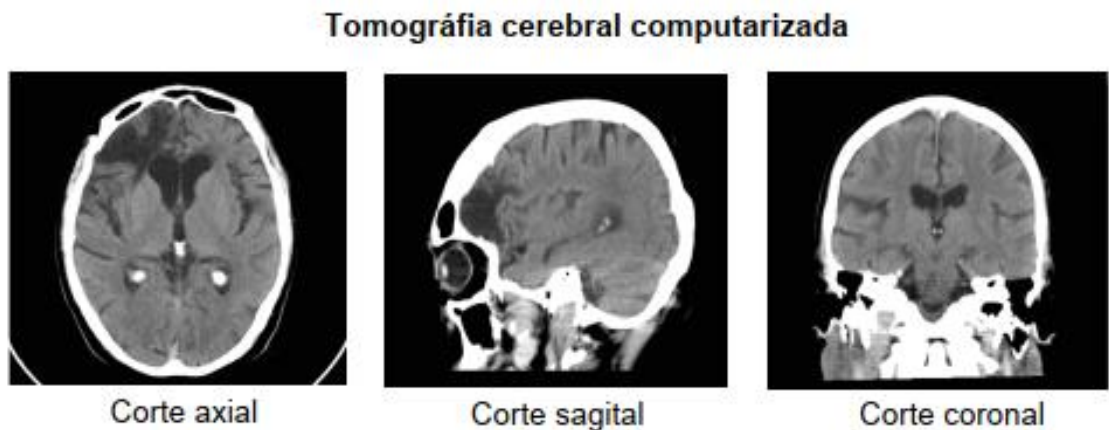 Tomográfia cerebral computarizada
Corte axial
Corte sagital
Corte coronal